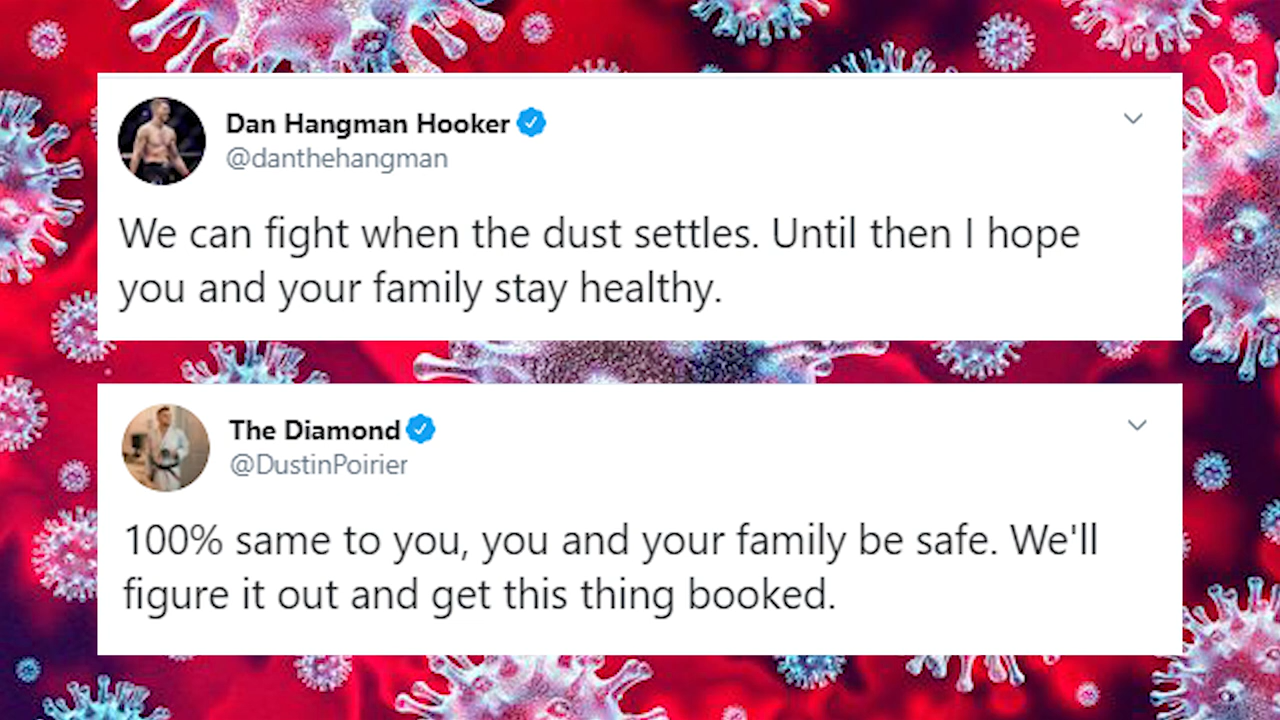 Dan Hangman Hooker
@danthehangman
We can fight when the dust settles. Until then I hope
you and your family stay healthy.
The Diamond
@DustinPoirier
100% same to you, you and your family be safe. We'll
figure it out and get this thing booked.